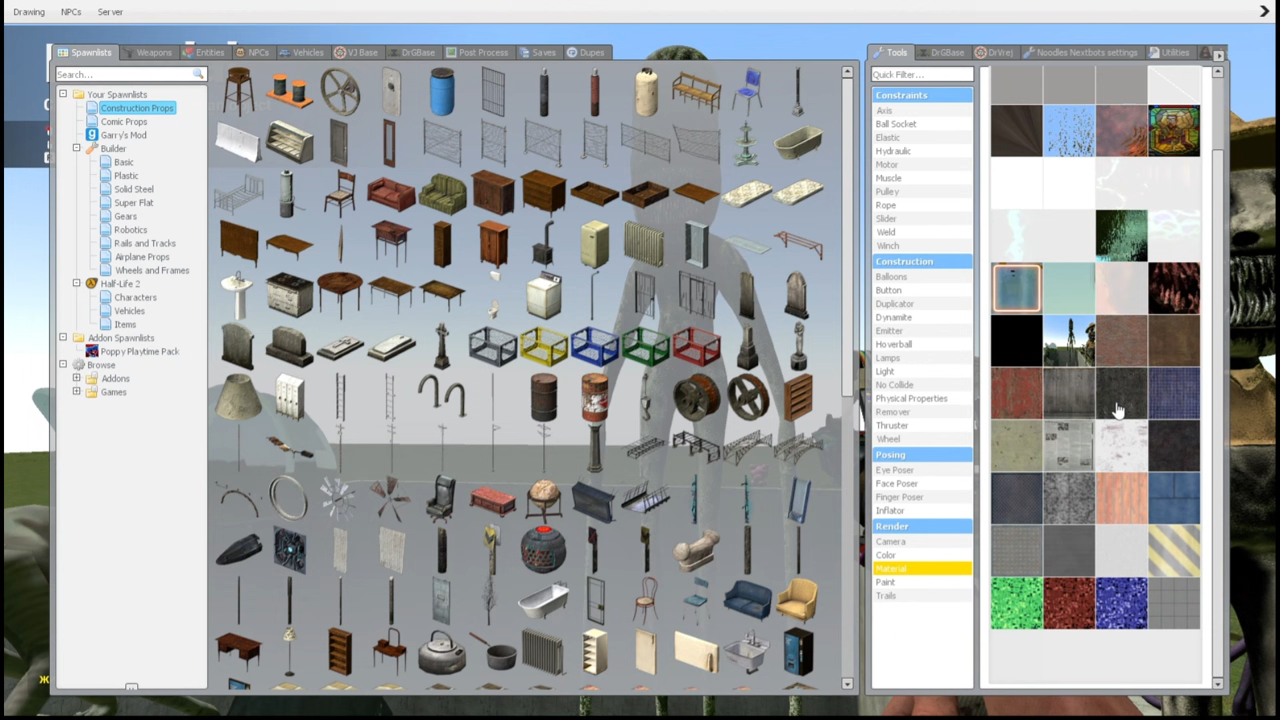 Drawing NPCs Server
Spawnlists Weapons Entities NPCs Vehicles VJ Base DrGBase Post Process Saves Dupes
Search...
Your Spawnlists
Construction Props
Comic Props
Garry's Mod
Builder
Basic
Plastic
Solid Steel
Super Flat
Gears
Robotics
Rails and Tracks
Airplane Props
Wheels and Frames
Half-Life 2
Characters
Vehicles
Items
Addon Spawnlists
Poppy Playtime Pack
Browse
Addons
Games
Tools DrGBase DrVrej Noodles Nextbots settings Utilities
Quick Filter...
Constraints
Axis
Ball Socket
Elastic
Hydraulic
Motor
Muscle
Pulley
Rope
Slider
Weld
Winch
Construction
Balloons
Button
Duplicator
Dynamite
Emitter
Hoverball
Lamps
Light
No Collide
Physical Properties
Remover
Thruster
Wheel
Posing
Eye Poser
Face Poser
Finger Poser
Inflator
Render
Camera
Color
Material
Paint
Trails